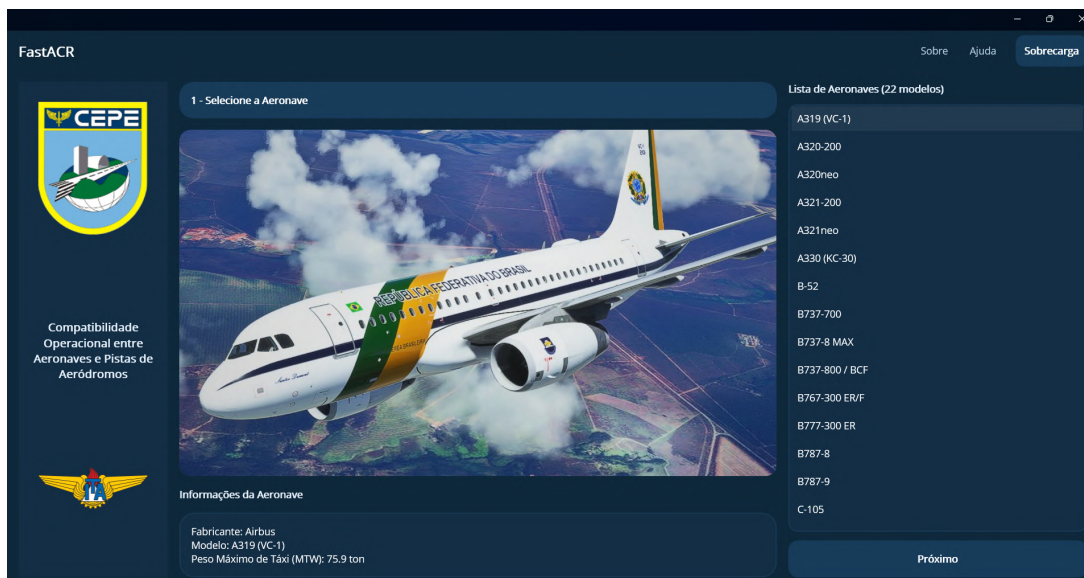 FastACR
Sobre
Ajuda
Sobrecarga
CEPE
Compatibilidade
Operacional entre
Aeronaves e Pistas de
Aeródromos
ITA
1 - Selecione a Aeronave
REPÚBLICA FEDERATIVA DO BRASIL
Informações da Aeronave
Fabricante: Airbus
Modelo: A319 (VC-1)
Peso Máximo de Táxi (MTW): 75.9 ton
Lista de Aeronaves (22 modelos)
A319 (VC-1)
A320-200
A320neo
A321-200
A321neo
A330 (KC-30)
B-52
B737-700
B737-8 MAX
B737-800 / BCF
B767-300 ER/F
B777-300 ER
B787-8
B787-9
C-105
Próximo